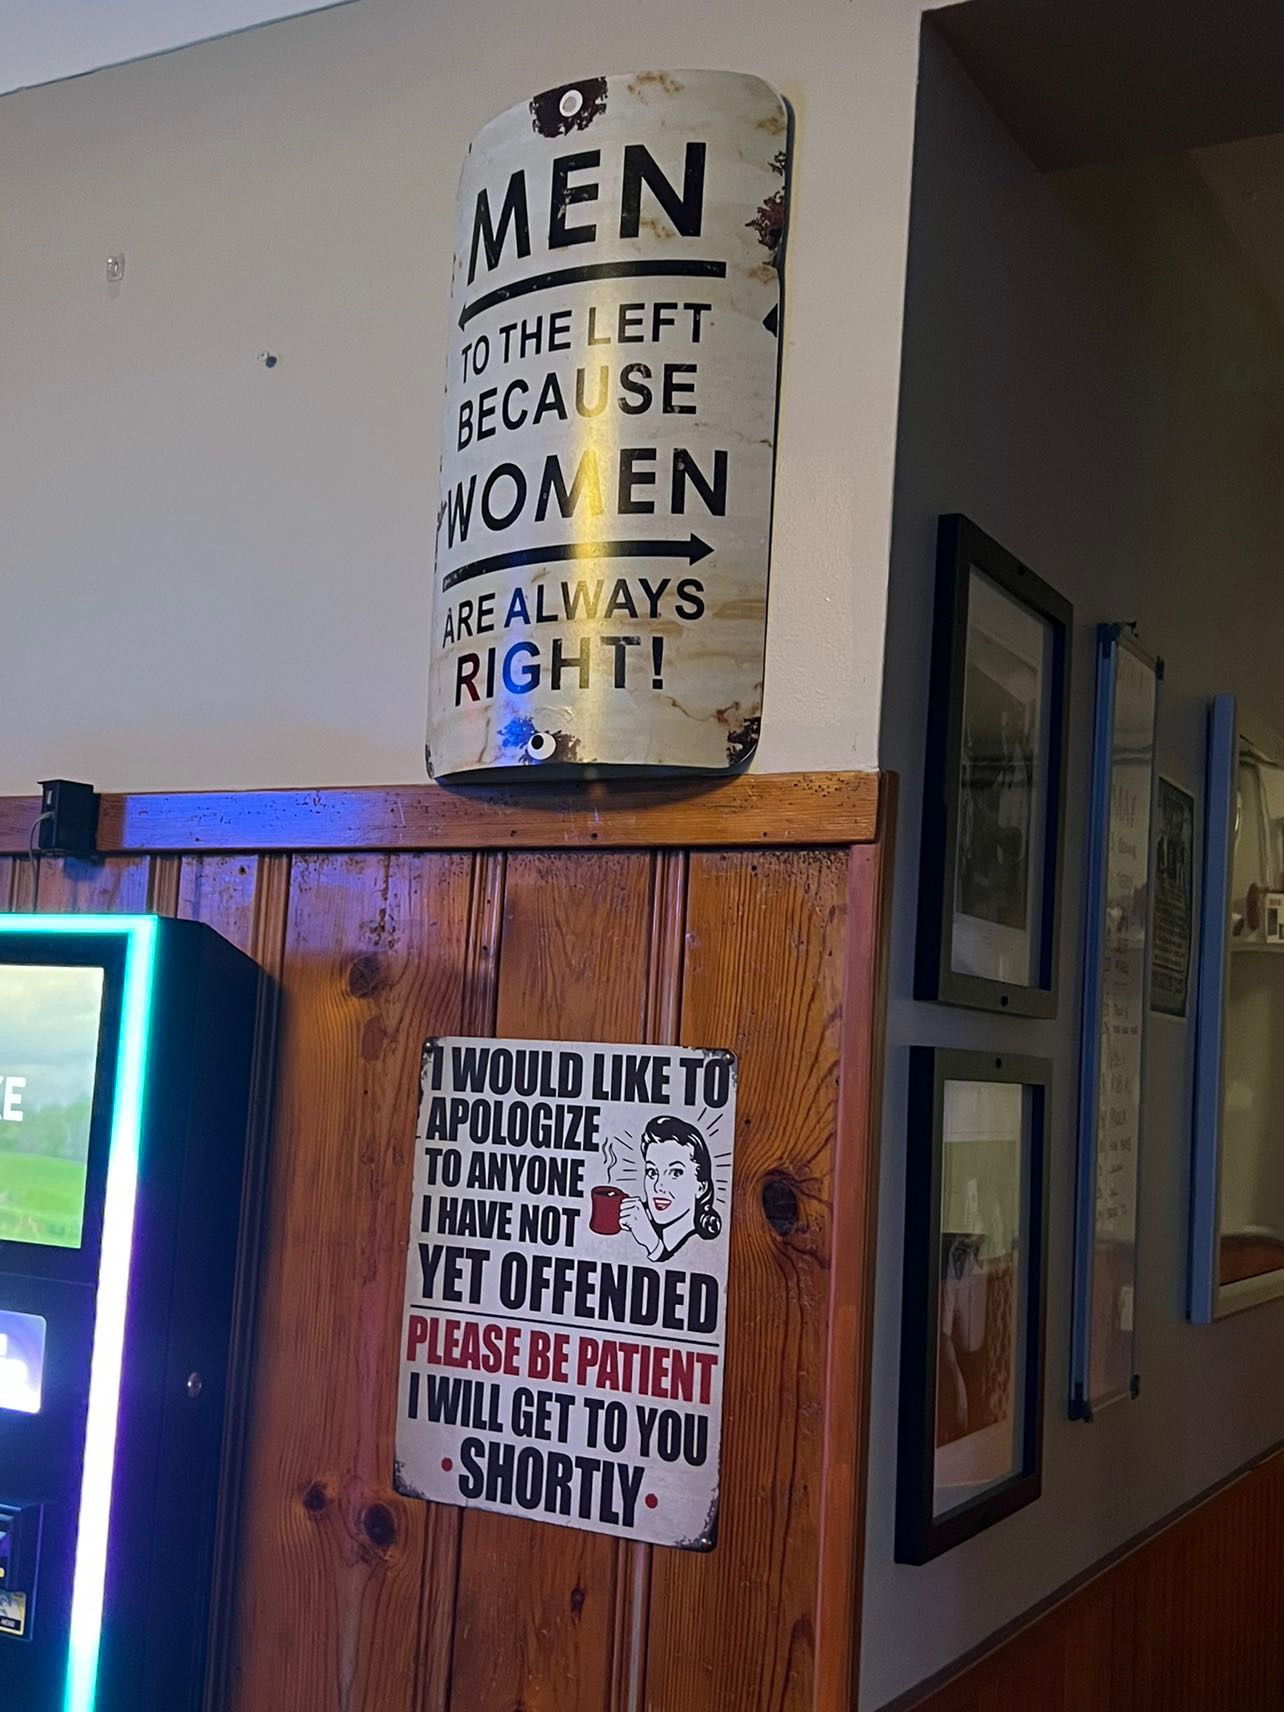 MEN
TO THE LEFT
BECAUSE
WOMEN
ARE ALWAYS
RIGHT!
I WOULD LIKE TO
APOLOGIZE
TO ANYONE
I HAVE NOT
YET OFFENDED
PLEASE BE PATIENT
I WILL GET TO YOU
SHORTLY